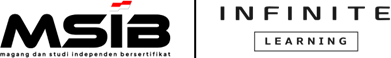 MSIB
magang dan studi independen bersertifikat
INFINITE
LEARNING